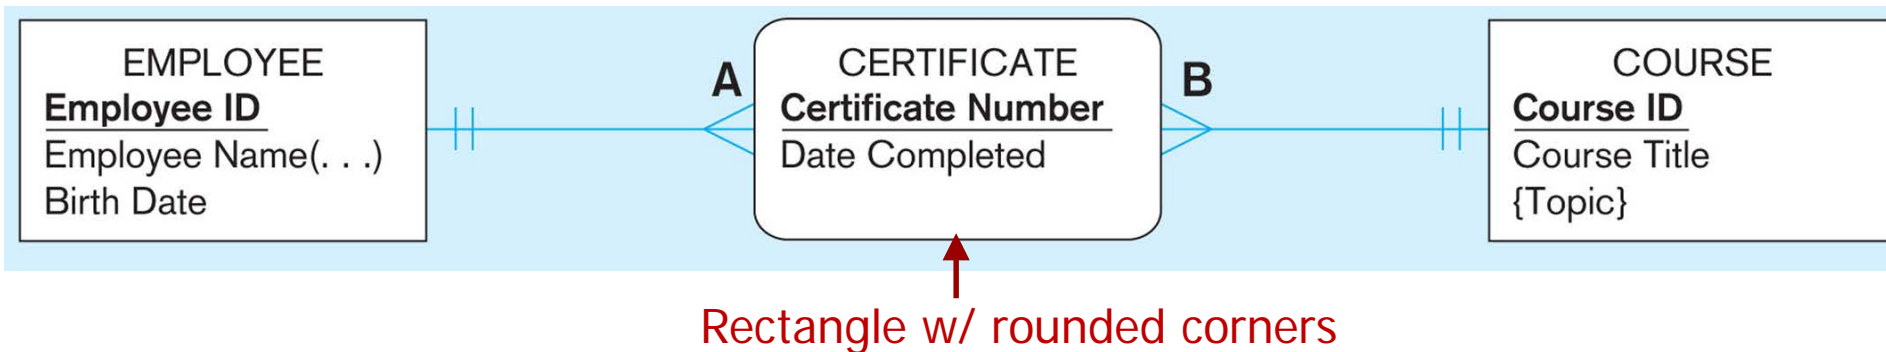 EMPLOYEE
Employee ID
Employee Name(. . .)
Birth Date
A
CERTIFICATE
Certificate Number
Date Completed
B
COURSE
Course ID
Course Title
{Topic}
Rectangle w/ rounded corners